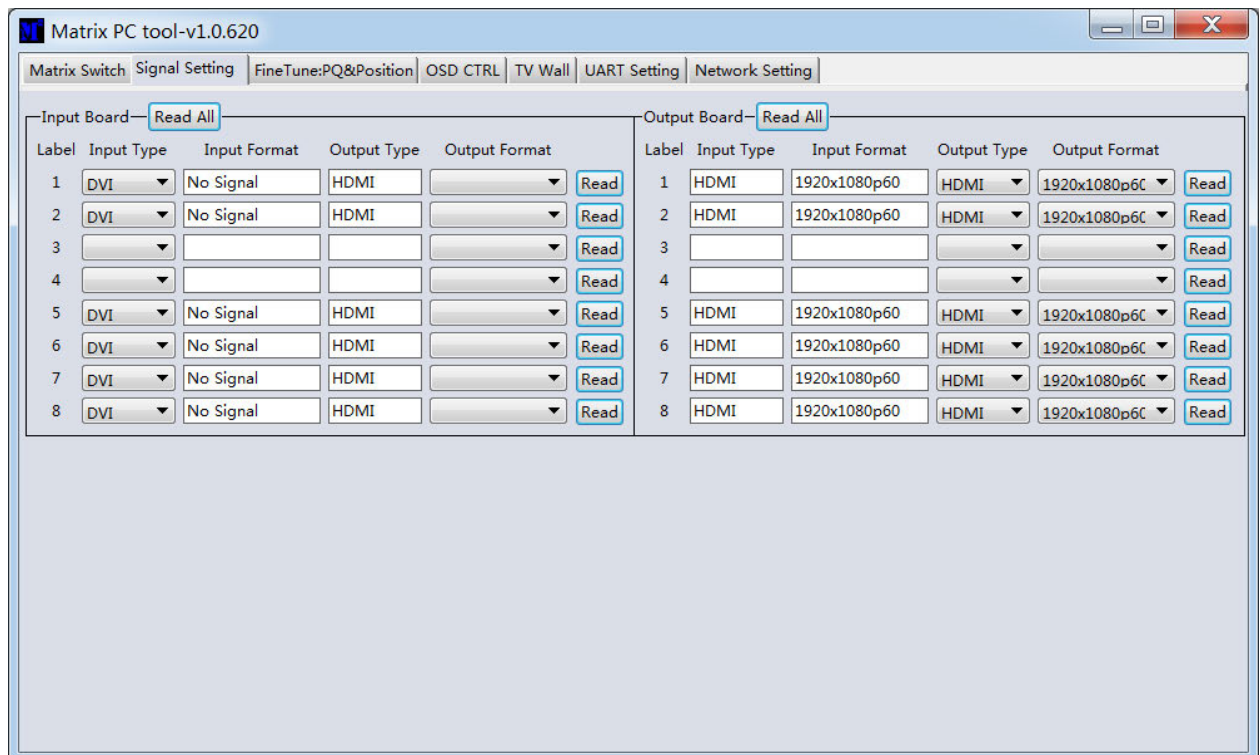 Matrix PC tool-v1.0.620
Matrix Switch Signal Setting FineTune:PQ&Position OSD CTRL TV Wall UART Setting Network Setting
Input Board Read All Output Board Read All
Label Input Type Input Format Output Type Output Format Label Input Type Input Format Output Type Output Format
1 DVI No Signal HDMI Read 1 HDMI 1920x1080p60 HDMI 1920x1080p60 Read
2 DVI No Signal HDMI Read 2 HDMI 1920x1080p60 HDMI 1920x1080p60 Read
3 Read 3 Read
4 Read 4 Read
5 DVI No Signal HDMI Read 5 HDMI 1920x1080p60 HDMI 1920x1080p60 Read
6 DVI No Signal HDMI Read 6 HDMI 1920x1080p60 HDMI 1920x1080p60 Read
7 DVI No Signal HDMI Read 7 HDMI 1920x1080p60 HDMI 1920x1080p60 Read
8 DVI No Signal HDMI Read 8 HDMI 1920x1080p60 HDMI 1920x1080p60 Read